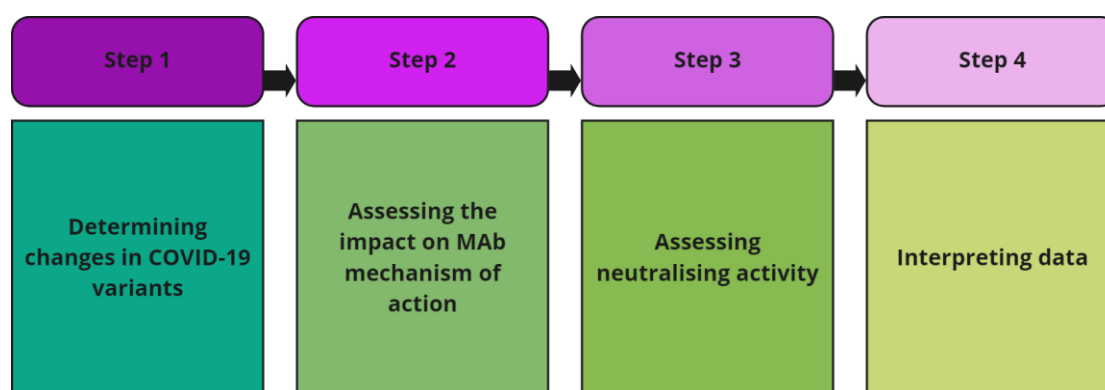 Step 1
Step 2
Step 3
Step 4
Determining
changes in COVID-19
variants
Assessing the
impact on MAb
mechanism of
action
Assessing
neutralising activity
Interpreting data